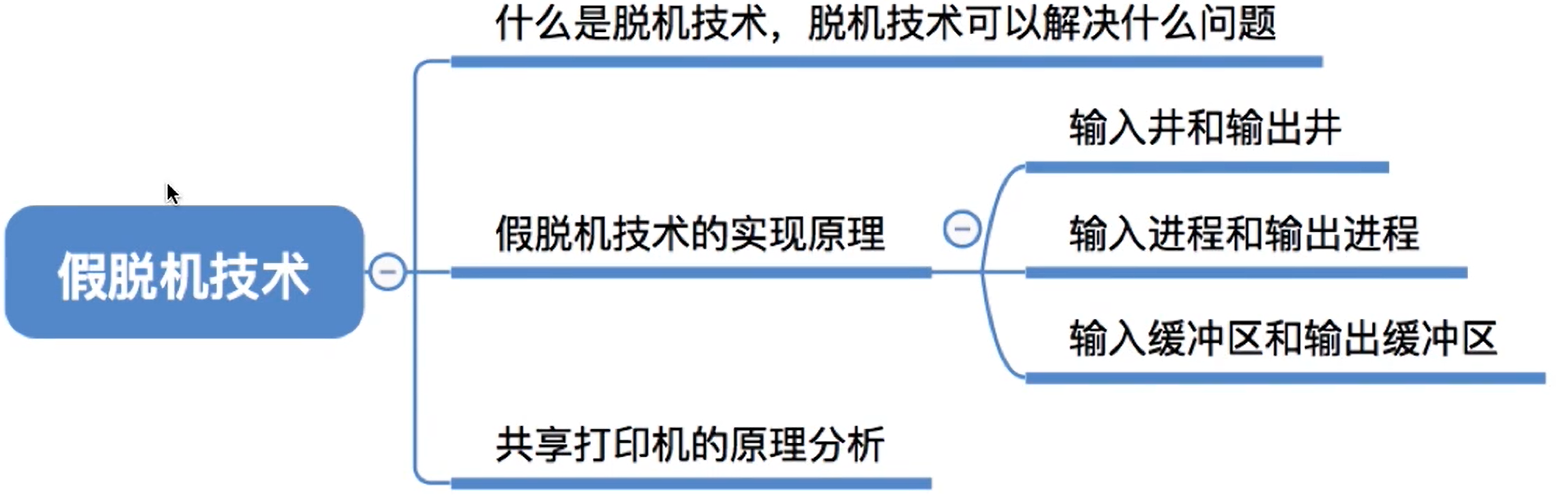 什么是脱机技术，脱机技术可以解决什么问题
输入井和输出井
假脱机技术的实现原理
输入进程和输出进程
假脱机技术
输入缓冲区和输出缓冲区
共享打印机的原理分析